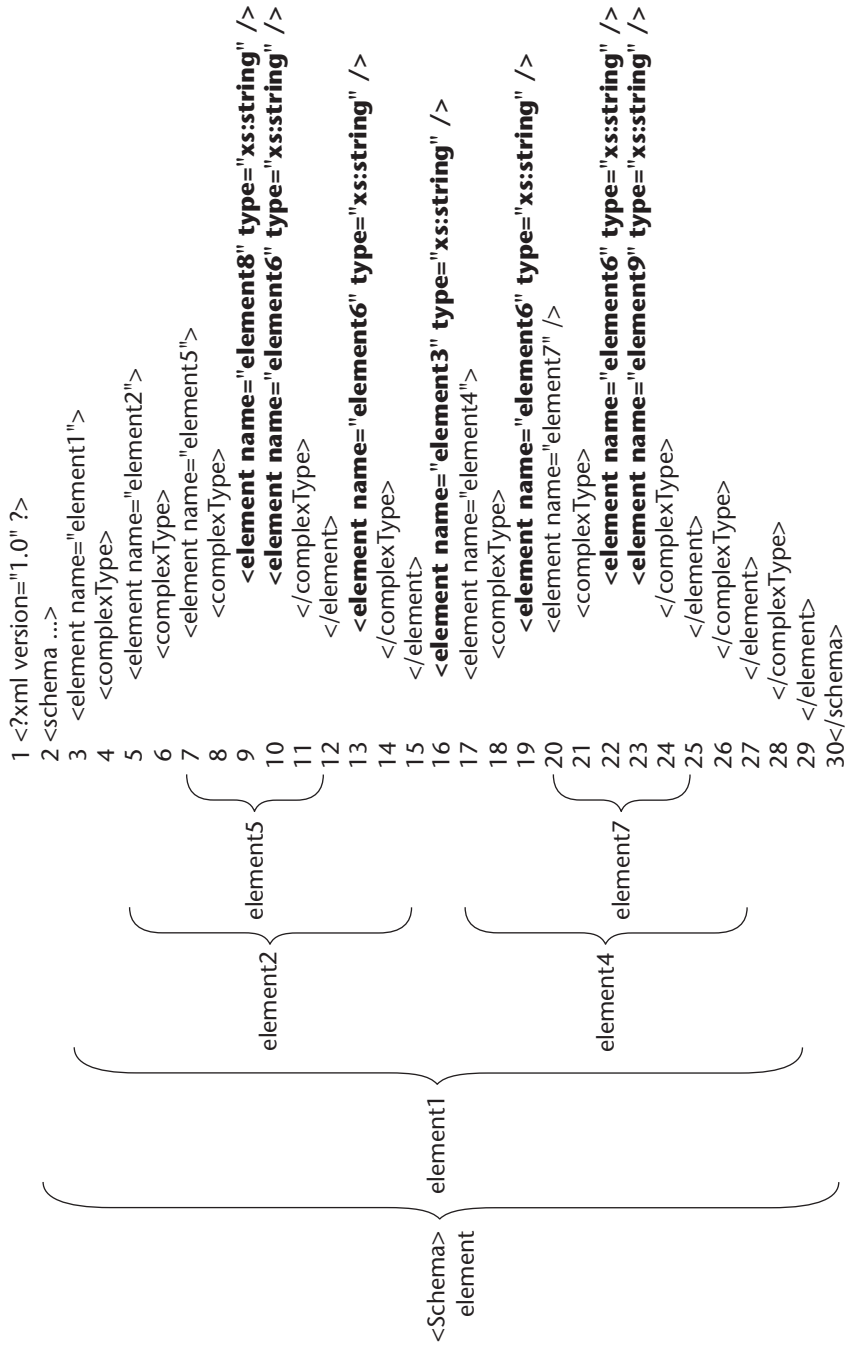 1 <?xml version="1.0" ?>
2 <schema ...>
3 <element name="element1">
4 <complexType>
5 <element name="element2">
6 <complexType>
7 <element name="element5">
8 <complexType>
9 <element name="element8" type="xs:string" />
10 <element name="element6" type="xs:string" />
11 </complexType>
12 </element>
13 <element name="element6" type="xs:string" />
14 </complexType>
15 </element>
16 <element name="element3" type="xs:string" />
17 <element name="element4">
18 <complexType>
19 <element name="element6" type="xs:string" />
20 <element name="element7" />
21 <complexType>
22 <element name="element6" type="xs:string" />
23 <element name="element9" type="xs:string" />
24 </complexType>
25 </element>
26 </complexType>
27 </element>
28 </complexType>
29 </element>
30</schema>
element5
element7
element2
element4
element1
<Schema>
element